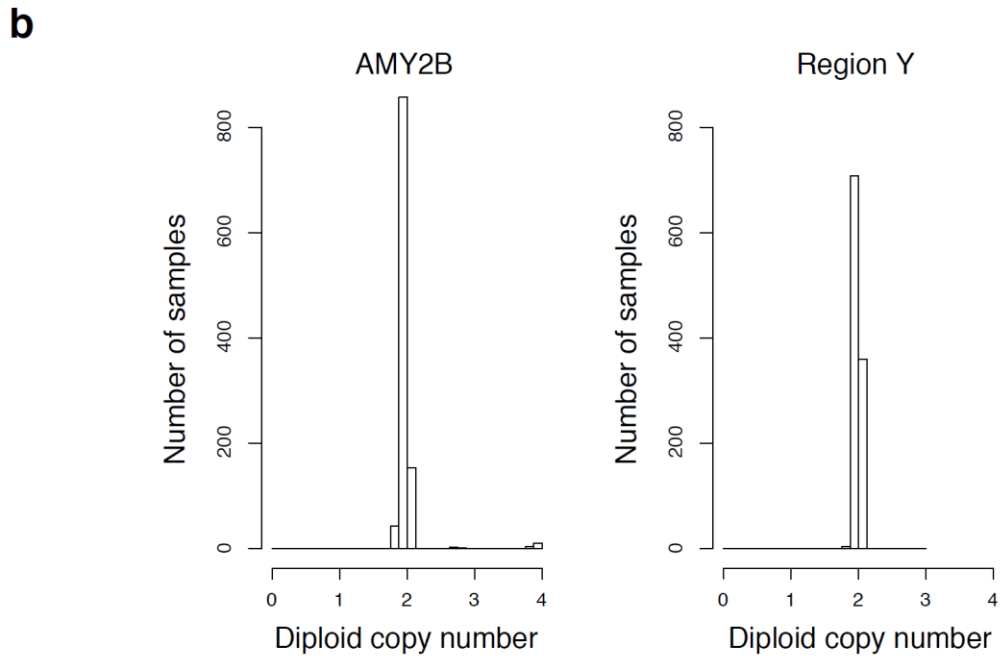 b
AMY2B
Region Y
Number of samples
0 200 400 600 800
0 1 2 3 4
Diploid copy number
Number of samples
0 200 400 600 800
0 1 2 3 4
Diploid copy number